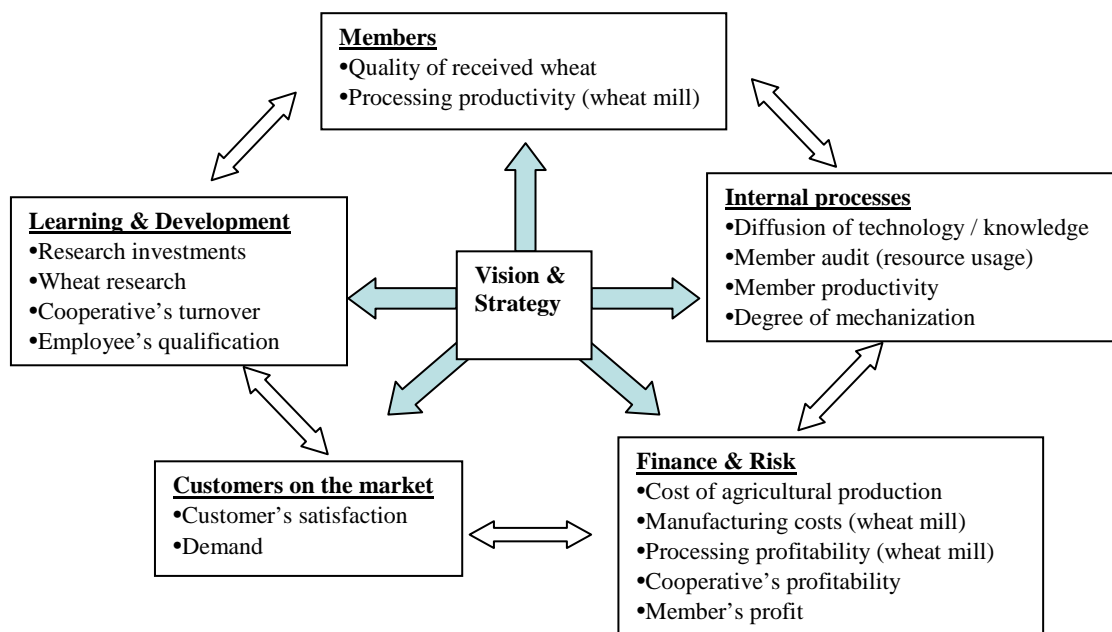 Members
•Quality of received wheat
•Processing productivity (wheat mill)
Learning & Development
•Research investments
•Wheat research
•Cooperative’s turnover
•Employee’s qualification
Vision &
Strategy
Internal processes
•Diffusion of technology / knowledge
•Member audit (resource usage)
•Member productivity
•Degree of mechanization
Customers on the market
•Customer’s satisfaction
•Demand
Finance & Risk
•Cost of agricultural production
•Manufacturing costs (wheat mill)
•Processing profitability (wheat mill)
•Cooperative’s profitability
•Member’s profit